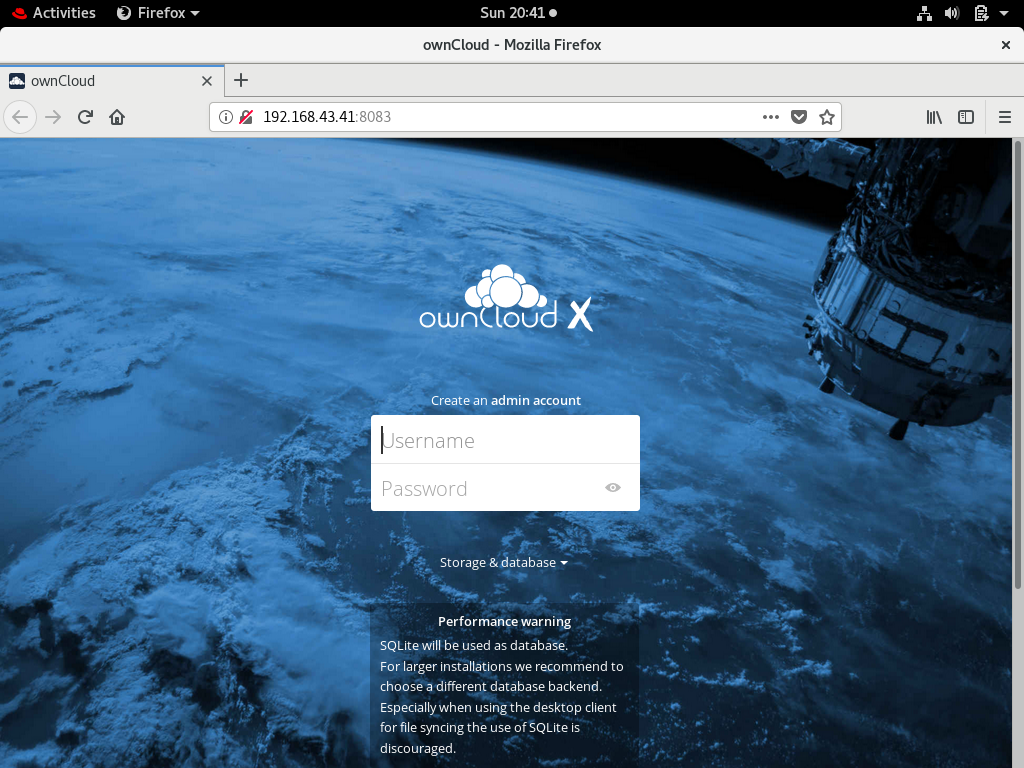 Activities Firefox Sun 20:41
ownCloud - Mozilla Firefox
ownCloud
192.168.43.41:8083
ownCloud X
Create an admin account
Username
Password
Storage & database
Performance warning
SQLite will be used as database.
For larger installations we recommend to
choose a different database backend.
Especially when using the desktop client
for file syncing the use of SQLite is
discouraged.